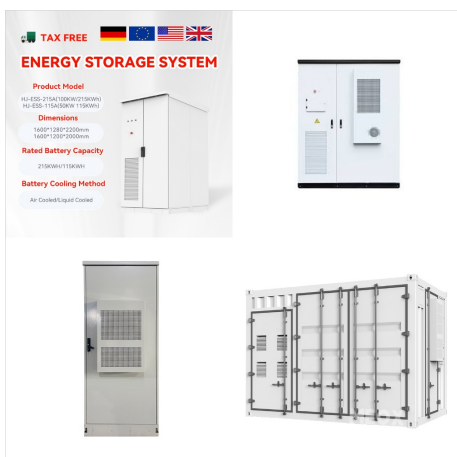 TAX FREE
ENERGY STORAGE SYSTEM
Product Model
HJ-ESS-215A(100KW/215KWh)
HJ-ESS-115A(50KW 115KWh)
Dimensions
1600*1280*2200mm
1600*1200*2000mm
Rated Battery Capacity
215KWH/115KWH
Battery Cooling Method
Air Cooled/Liquid Cooled